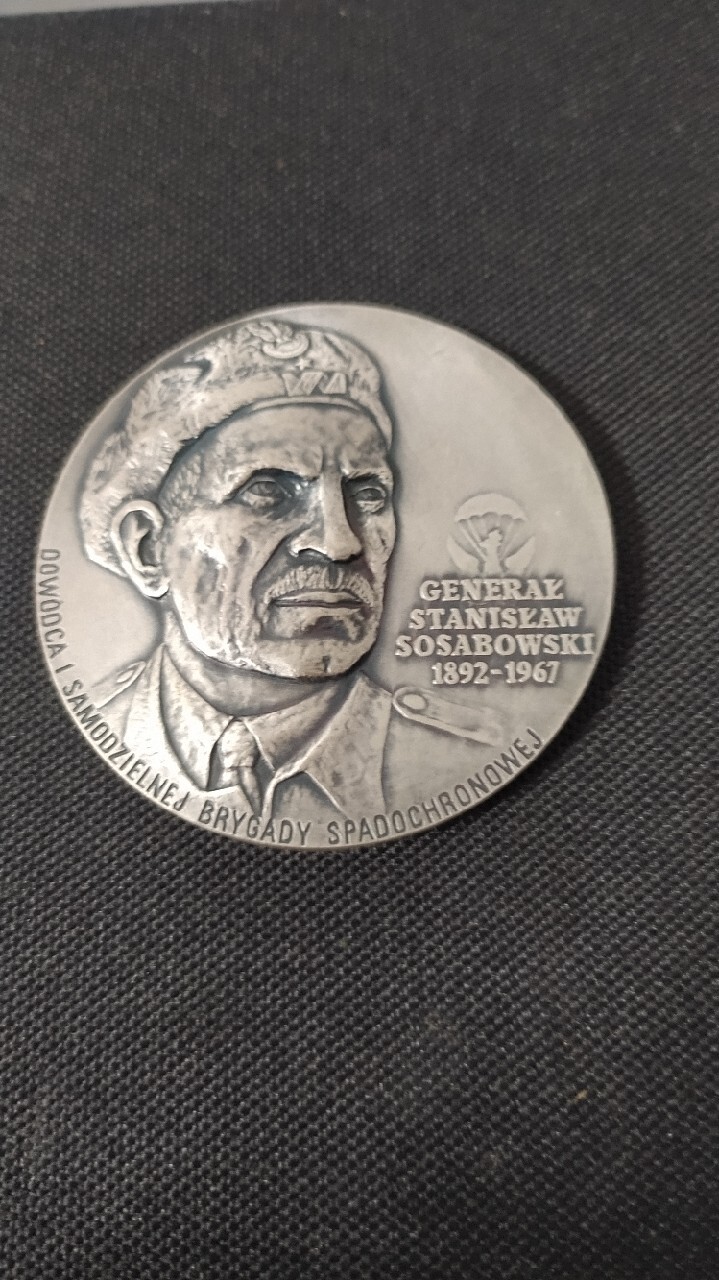 GENERAŁ
STANISŁAW
SOSABOWSKI
1892-1967
DOWÓDCA I SAMODZIELNEJ BRYGADY SPADOCHRONOWEJ